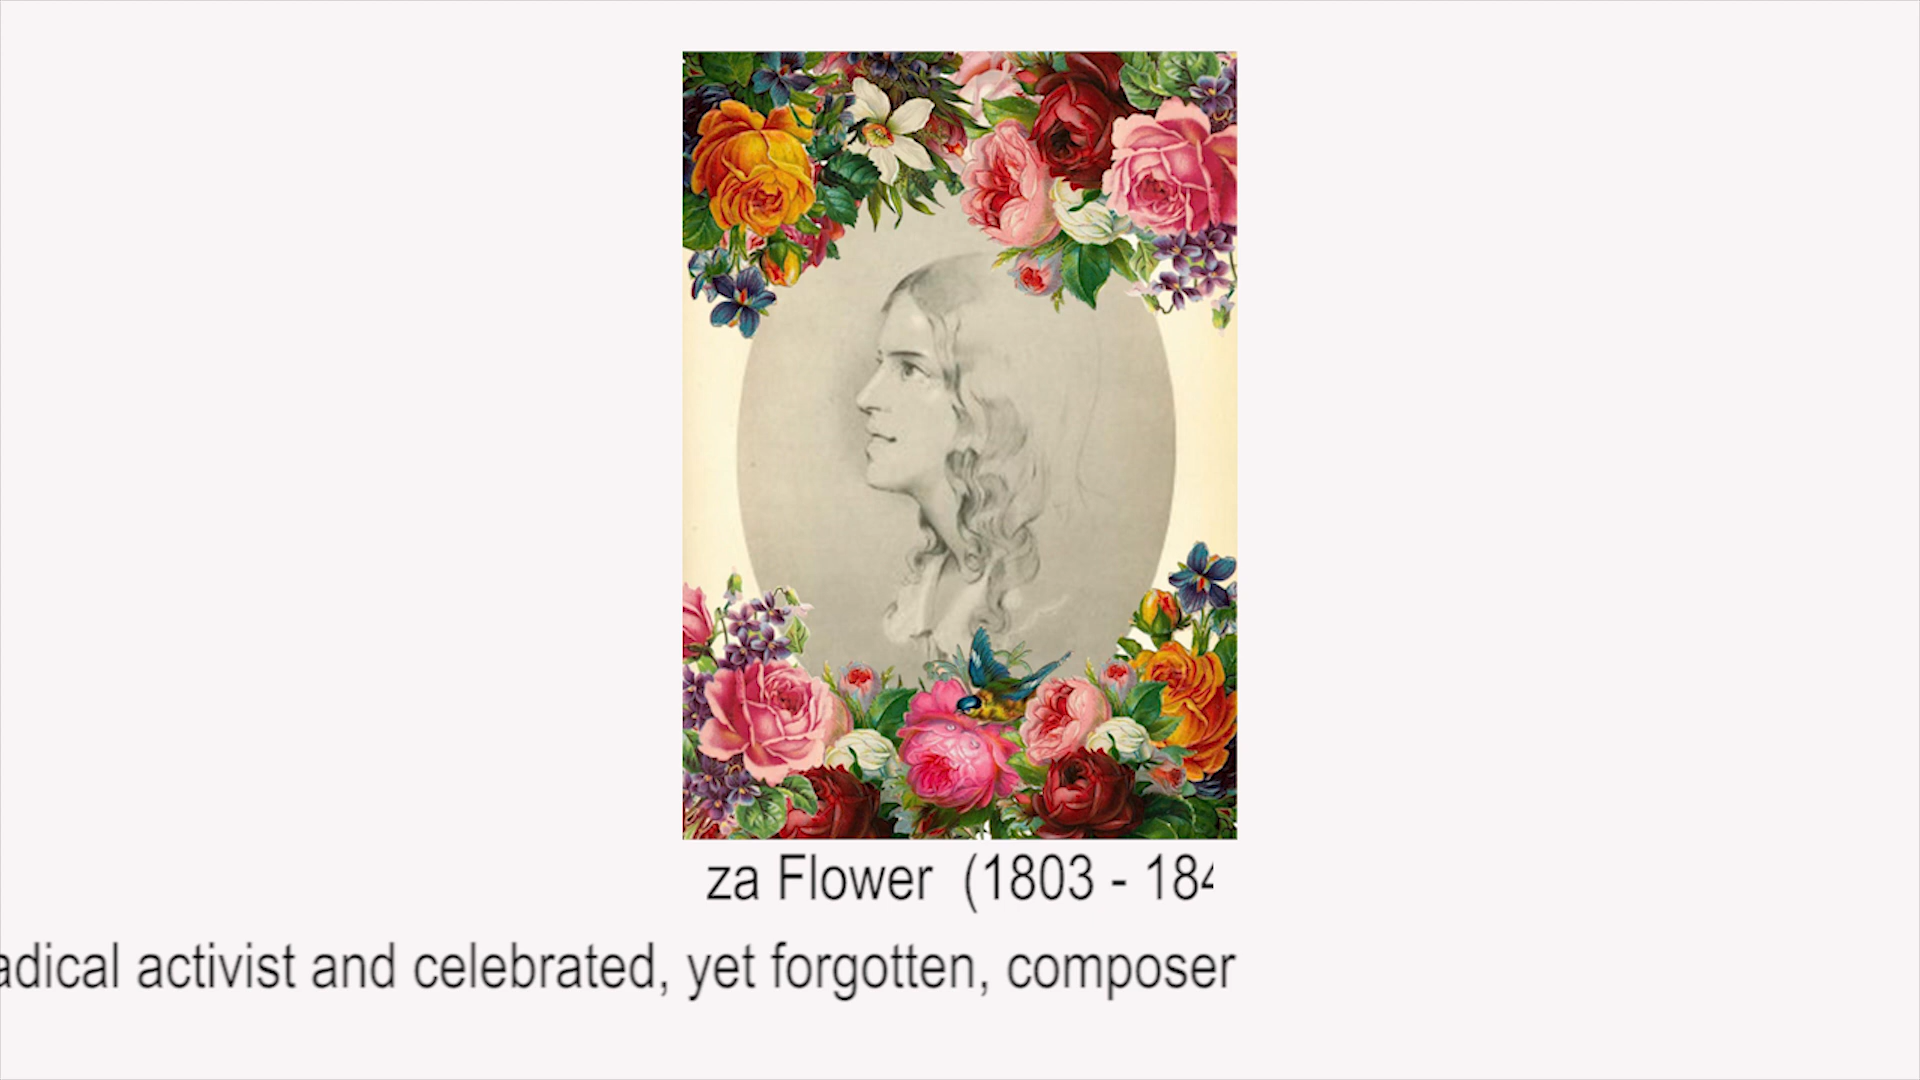 za Flower (1803 - 184
adical activist and celebrated, yet forgotten, composer